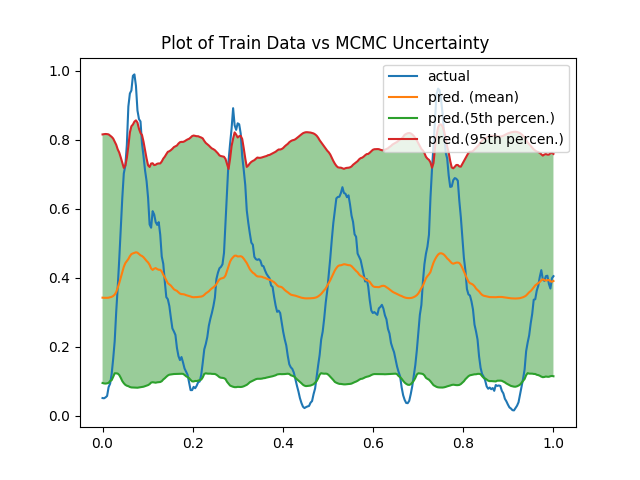 Plot of Train Data vs MCMC Uncertainty
actual
pred. (mean)
pred.(5th percen.)
pred.(95th percen.)
1.0
0.8
0.6
0.4
0.2
0.0
0.0 0.2 0.4 0.6 0.8 1.0